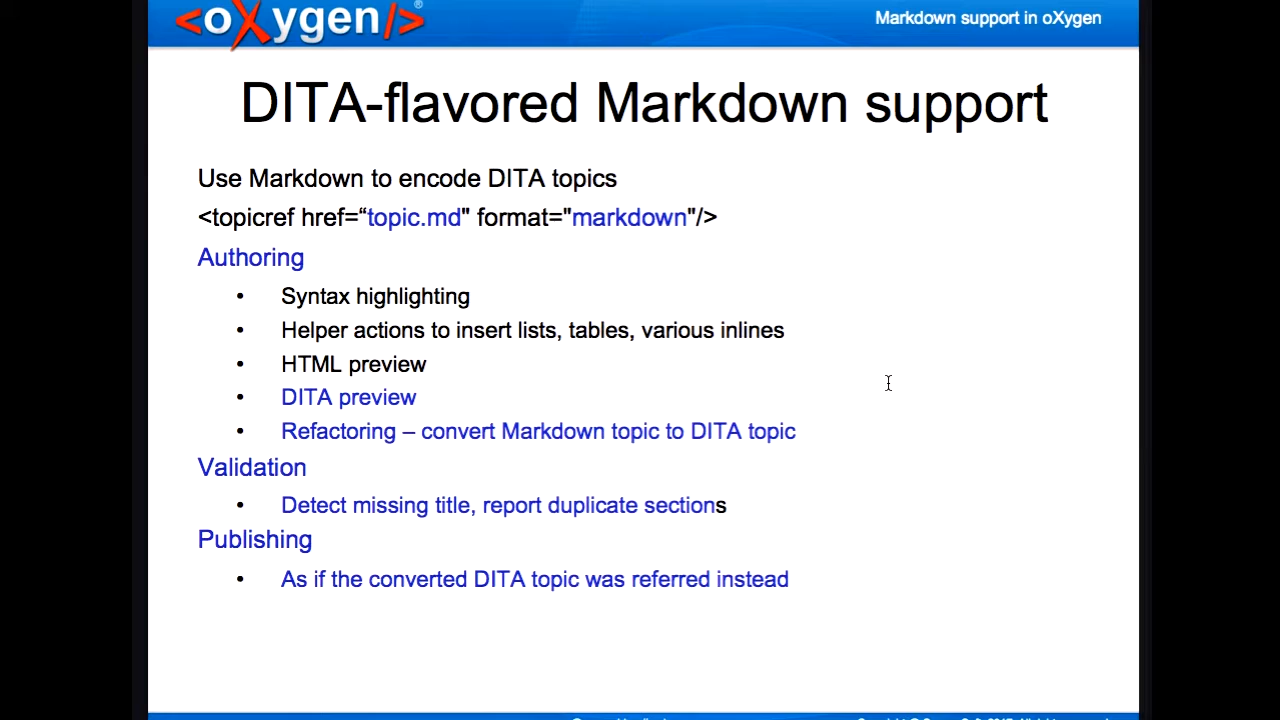 <oXygen/>®
Markdown support in oXygen
DITA-flavored Markdown support
Use Markdown to encode DITA topics
<topicref href=“topic.md" format="markdown"/>
Authoring
• Syntax highlighting
• Helper actions to insert lists, tables, various inlines
• HTML preview
• DITA preview
• Refactoring – convert Markdown topic to DITA topic
Validation
• Detect missing title, report duplicate sections
Publishing
• As if the converted DITA topic was referred instead